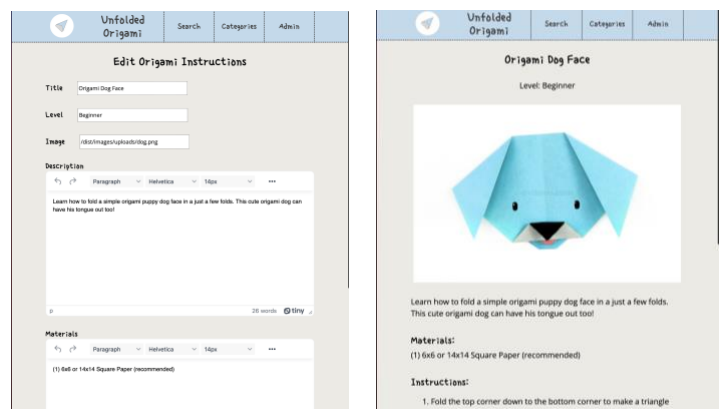 Unfolded
Origami
Search
Categories
Admin
Edit Origami Instructions
Title
Origami Dog Face
Level
Beginner
Image
/dist/images/uploads/dog.png
Description
Paragraph
Helvetica
14px
Learn how to fold a simple origami puppy dog face in a just a few folds. This cute origami dog can
have his tongue out too!
p
tiny
Materials
Paragraph
Helvetica
14px
(1) 6x6 or 14x14 Square Paper (recommended)
Unfolded
Origami
Search
Categories
Admin
Origami Dog Face
Level: Beginner
Learn how to fold a simple origami puppy dog face in a just a few folds.
This cute origami dog can have his tongue out too!
Materials:
(1) 6x6 or 14x14 Square Paper (recommended)
Instructions:
1. Fold the top corner down to the bottom corner to make a triangle